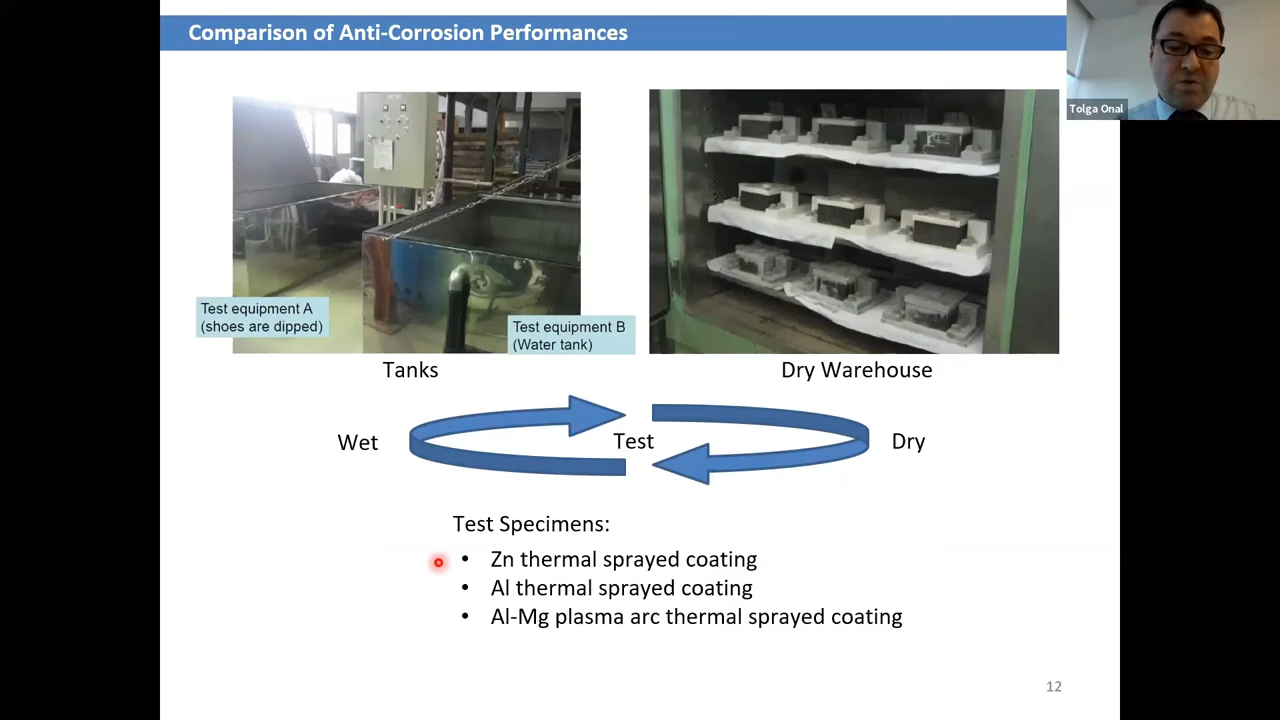 Comparison of Anti-Corrosion Performances
Tolga Onal
Test equipment A
(shoes are dipped)
Test equipment B
(Water tank)
Tanks
Dry Warehouse
Wet
Test
Dry
Test Specimens:
• Zn thermal sprayed coating
• Al thermal sprayed coating
• Al-Mg plasma arc thermal sprayed coating
12